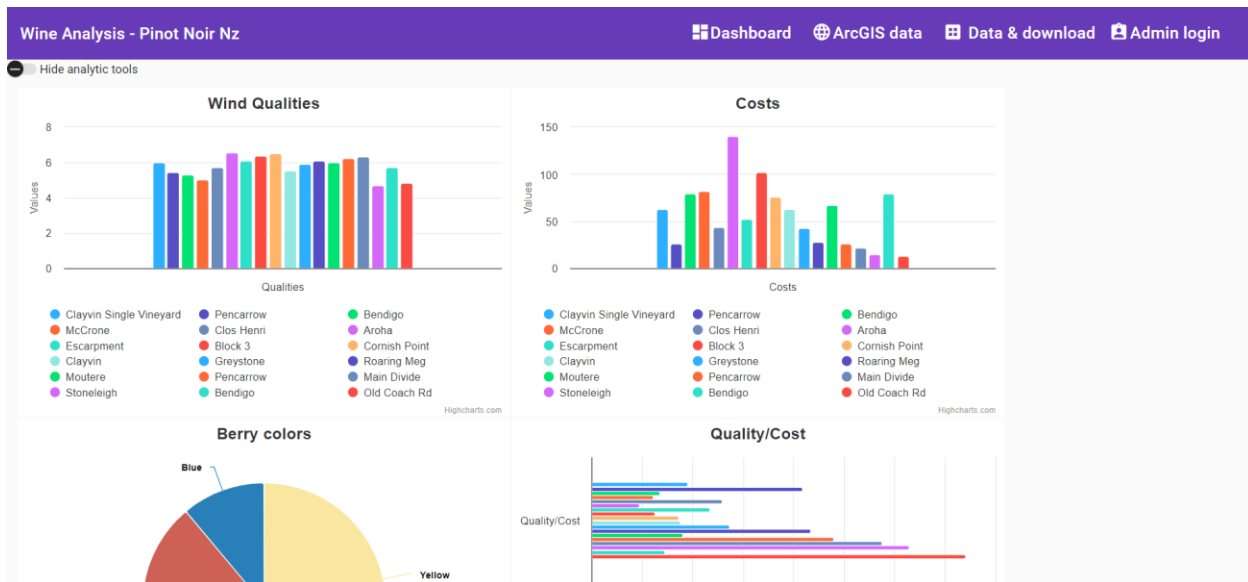 Wine Analysis - Pinot Noir Nz
Dashboard ArcGIS data Data & download Admin login
Hide analytic tools
Wind Qualities
8
6
4
2
0
Values
Qualities
Clayvin Single Vineyard Pencarrow Bendigo
McCrone Clos Henri Aroha
Escarpment Block 3 Cornish Point
Clayvin Greystone Roaring Meg
Moutere Pencarrow Main Divide
Stoneleigh Bendigo Old Coach Rd
Highcharts.com
Costs
150
100
50
0
Values
Costs
Clayvin Single Vineyard Pencarrow Bendigo
McCrone Clos Henri Aroha
Escarpment Block 3 Cornish Point
Clayvin Greystone Roaring Meg
Moutere Pencarrow Main Divide
Stoneleigh Bendigo Old Coach Rd
Highcharts.com
Berry colors
Blue
Yellow
Quality/Cost
Quality/Cost